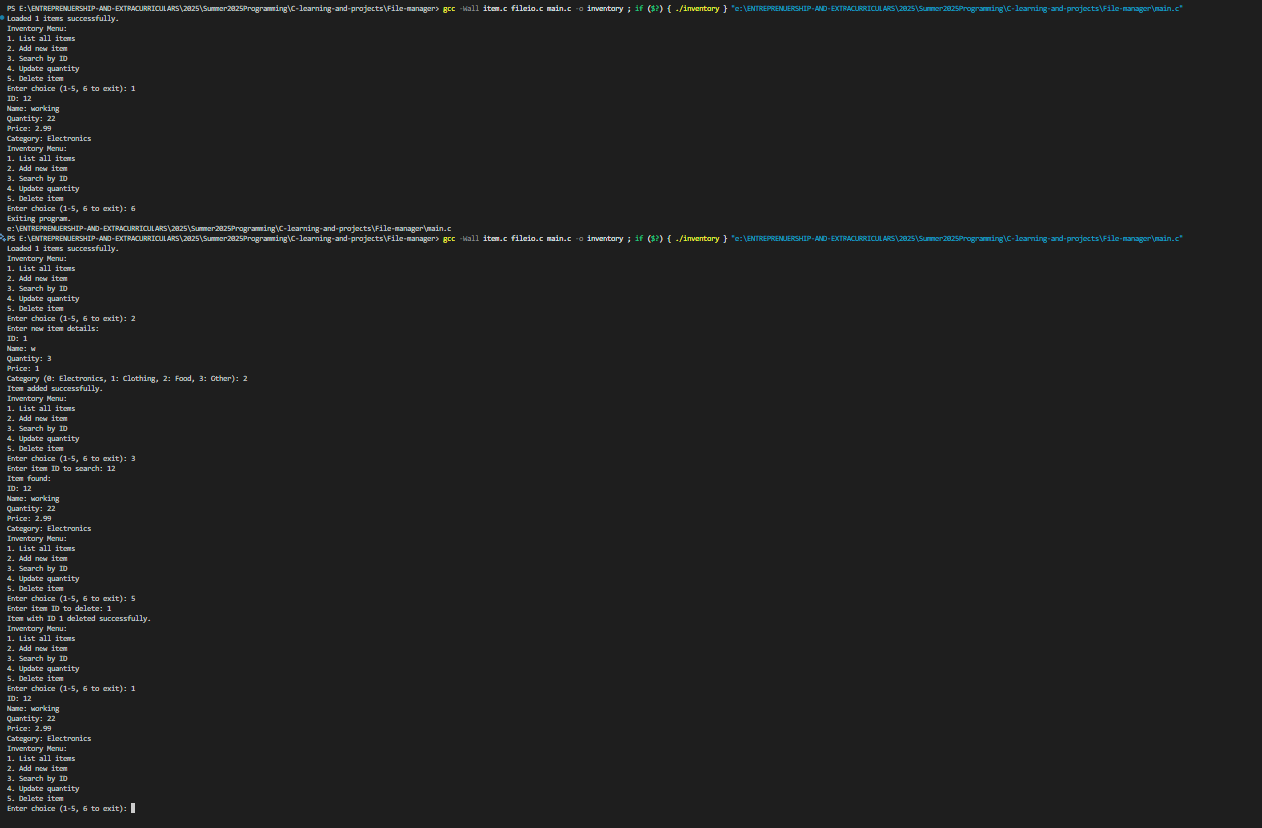 PS E:\ENTREPRENUERSHIP-AND-EXTRACURRICULARS\2025\Summer2025Programming\C-learning-and-projects\File-manager> gcc -Wall item.c fileio.c main.c -o inventory ; if ($?) { ./inventory } "e:\ENTREPRENUERSHIP-AND-EXTRACURRICULARS\2025\Summer2025Programming\C-learning-and-projects\File-manager\main.c"
Loaded 1 items successfully.
Inventory Menu:
1. List all items
2. Add new item
3. Search by ID
4. Update quantity
5. Delete item
Enter choice (1-5, 6 to exit): 1
ID: 12
Name: working
Quantity: 22
Price: 2.99
Category: Electronics
Inventory Menu:
1. List all items
2. Add new item
3. Search by ID
4. Update quantity
5. Delete item
Enter choice (1-5, 6 to exit): 6
Exiting program.
e:\ENTREPRENUERSHIP-AND-EXTRACURRICULARS\2025\Summer2025Programming\C-learning-and-projects\File-manager\main.c
PS E:\ENTREPRENUERSHIP-AND-EXTRACURRICULARS\2025\Summer2025Programming\C-learning-and-projects\File-manager> gcc -Wall item.c fileio.c main.c -o inventory ; if ($?) { ./inventory } "e:\ENTREPRENUERSHIP-AND-EXTRACURRICULARS\2025\Summer2025Programming\C-learning-and-projects\File-manager\main.c"
Loaded 1 items successfully.
Inventory Menu:
1. List all items
2. Add new item
3. Search by ID
4. Update quantity
5. Delete item
Enter choice (1-5, 6 to exit): 2
Enter new item details:
ID: 1
Name: w
Quantity: 3
Price: 1
Category (0: Electronics, 1: Clothing, 2: Food, 3: Other): 2
Item added successfully.
Inventory Menu:
1. List all items
2. Add new item
3. Search by ID
4. Update quantity
5. Delete item
Enter choice (1-5, 6 to exit): 3
Enter item ID to search: 12
Item found:
ID: 12
Name: working
Quantity: 22
Price: 2.99
Category: Electronics
Inventory Menu:
1. List all items
2. Add new item
3. Search by ID
4. Update quantity
5. Delete item
Enter choice (1-5, 6 to exit): 5
Enter item ID to delete: 1
Item with ID 1 deleted successfully.
Inventory Menu:
1. List all items
2. Add new item
3. Search by ID
4. Update quantity
5. Delete item
Enter choice (1-5, 6 to exit): 1
ID: 12
Name: working
Quantity: 22
Price: 2.99
Category: Electronics
Inventory Menu:
1. List all items
2. Add new item
3. Search by ID
4. Update quantity
5. Delete item
Enter choice (1-5, 6 to exit):